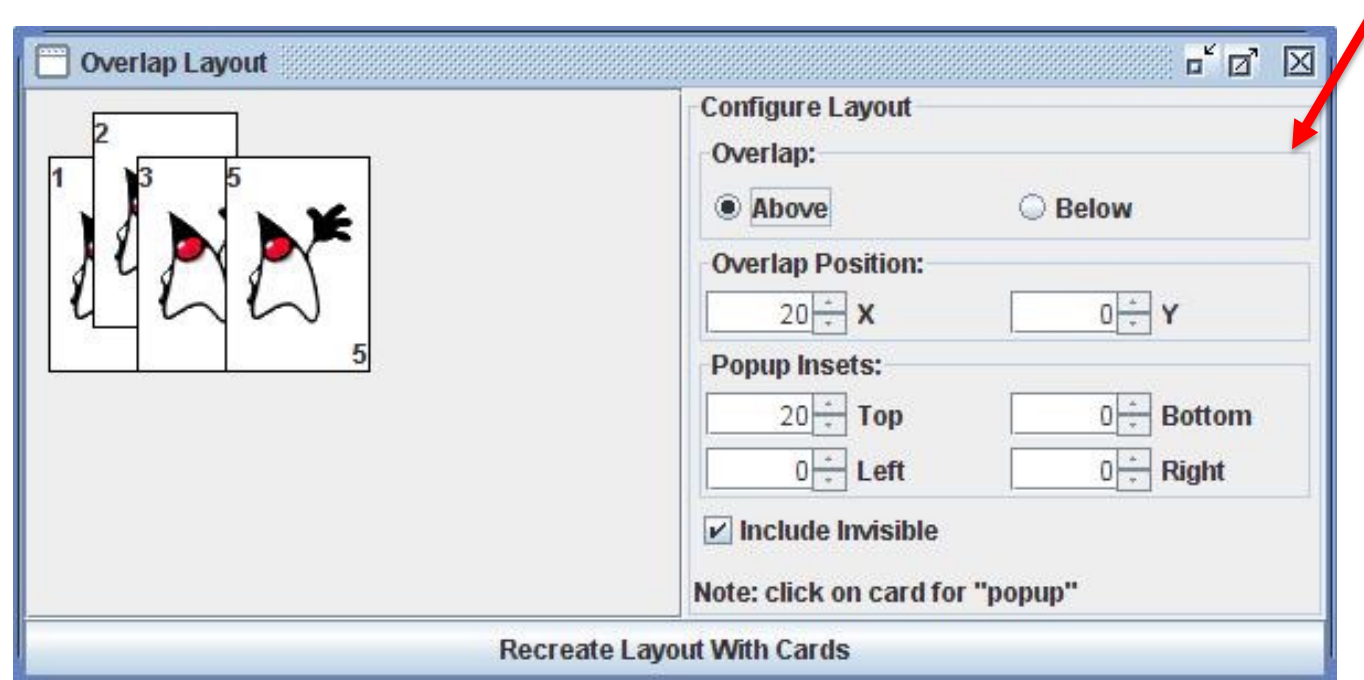 Overlap Layout
2
1 3 5
5
Configure Layout
Overlap:
Above Below
Overlap Position:
20 X 0 Y
Popup Insets:
20 Top 0 Bottom
0 Left 0 Right
Include Invisible
Note: click on card for "popup"
Recreate Layout With Cards